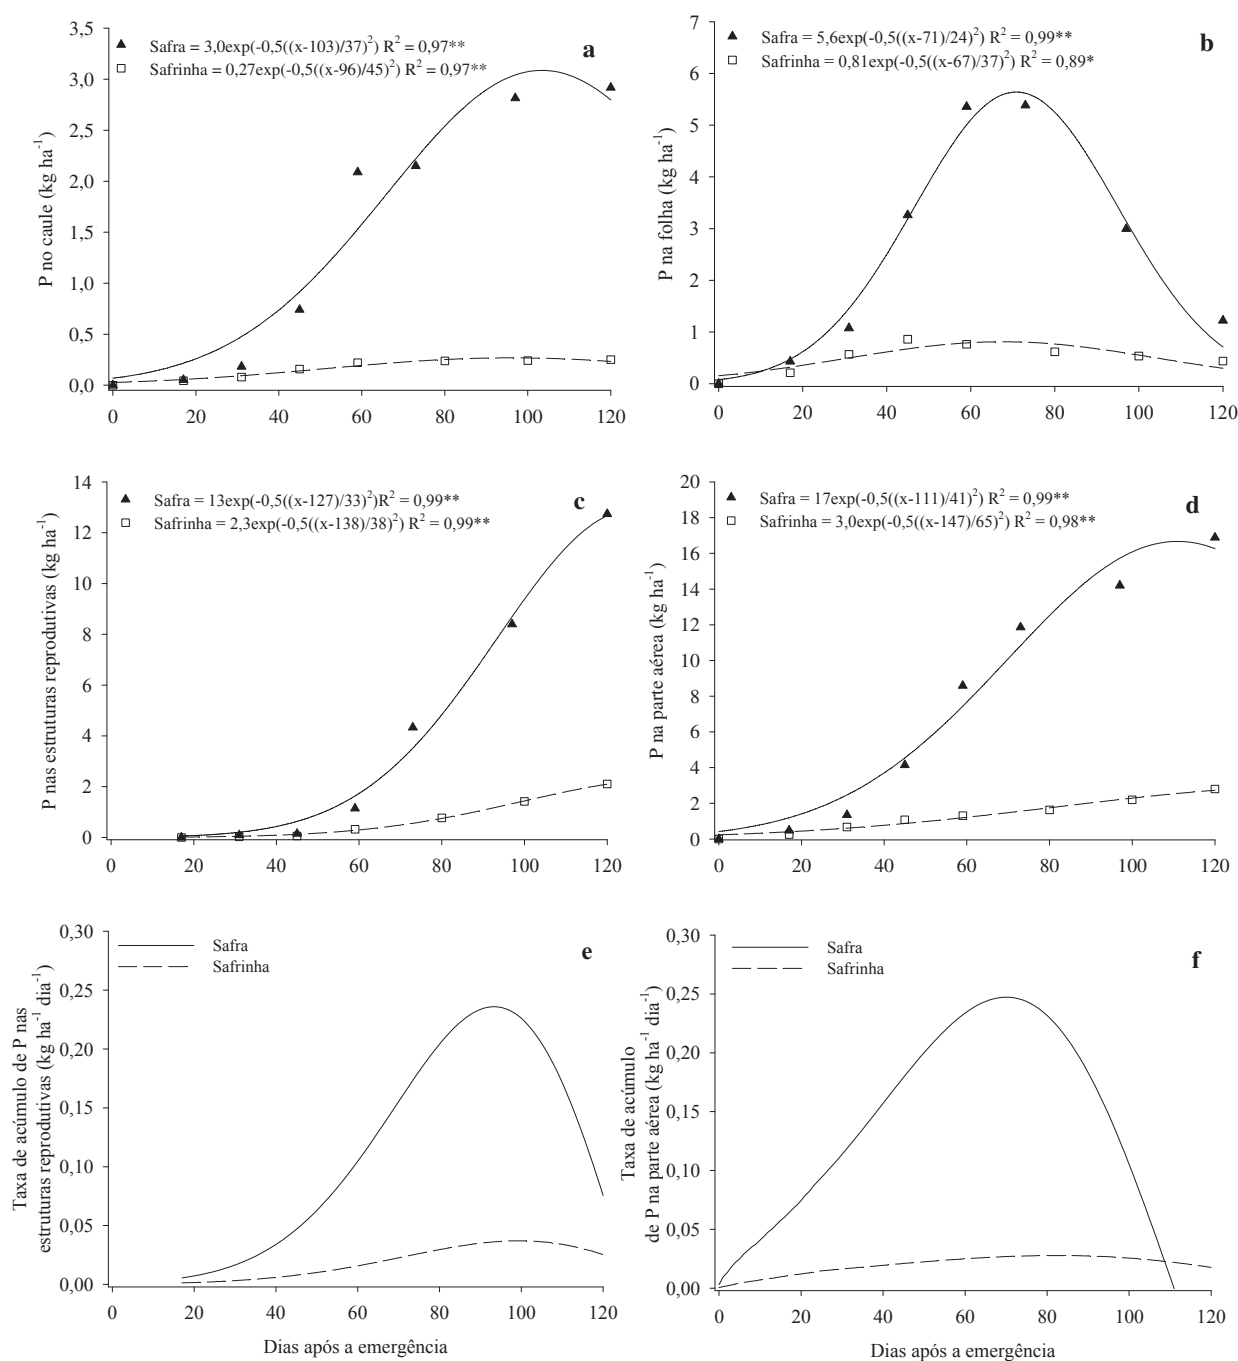 a
Safra = 3,0exp(-0,5((x-103)/37)²) R² = 0,97**
Safrinha = 0,27exp(-0,5((x-96)/45)²) R² = 0,97**
P no caule (kg ha⁻¹)
3,5
3,0
2,5
2,0
1,5
1,0
0,5
0,0
0 20 40 60 80 100 120
b
Safra = 5,6exp(-0,5((x-71)/24)²) R² = 0,99**
Safrinha = 0,81exp(-0,5((x-67)/37)²) R² = 0,89*
P na folha (kg ha⁻¹)
7
6
5
4
3
2
1
0
0 20 40 60 80 100 120
c
Safra = 13exp(-0,5((x-127)/33)²)R² = 0,99**
Safrinha = 2,3exp(-0,5((x-138)/38)²) R² = 0,99**
P nas estruturas reprodutivas (kg ha⁻¹)
14
12
10
8
6
4
2
0
0 20 40 60 80 100 120
d
Safra = 17exp(-0,5((x-111)/41)²) R² = 0,99**
Safrinha = 3,0exp(-0,5((x-147)/65)²) R² = 0,98**
P na parte aérea (kg ha⁻¹)
20
18
16
14
12
10
8
6
4
2
0
0 20 40 60 80 100 120
e
Safra
Safrinha
Taxa de acúmulo de P nas
estruturas reprodutivas (kg ha⁻¹ dia⁻¹)
0,30
0,25
0,20
0,15
0,10
0,05
0,00
0 20 40 60 80 100 120
Dias após a emergência
f
Safra
Safrinha
Taxa de acúmulo
de P na parte aérea (kg ha⁻¹ dia⁻¹)
0,30
0,25
0,20
0,15
0,10
0,05
0,00
0 20 40 60 80 100 120
Dias após a emergência